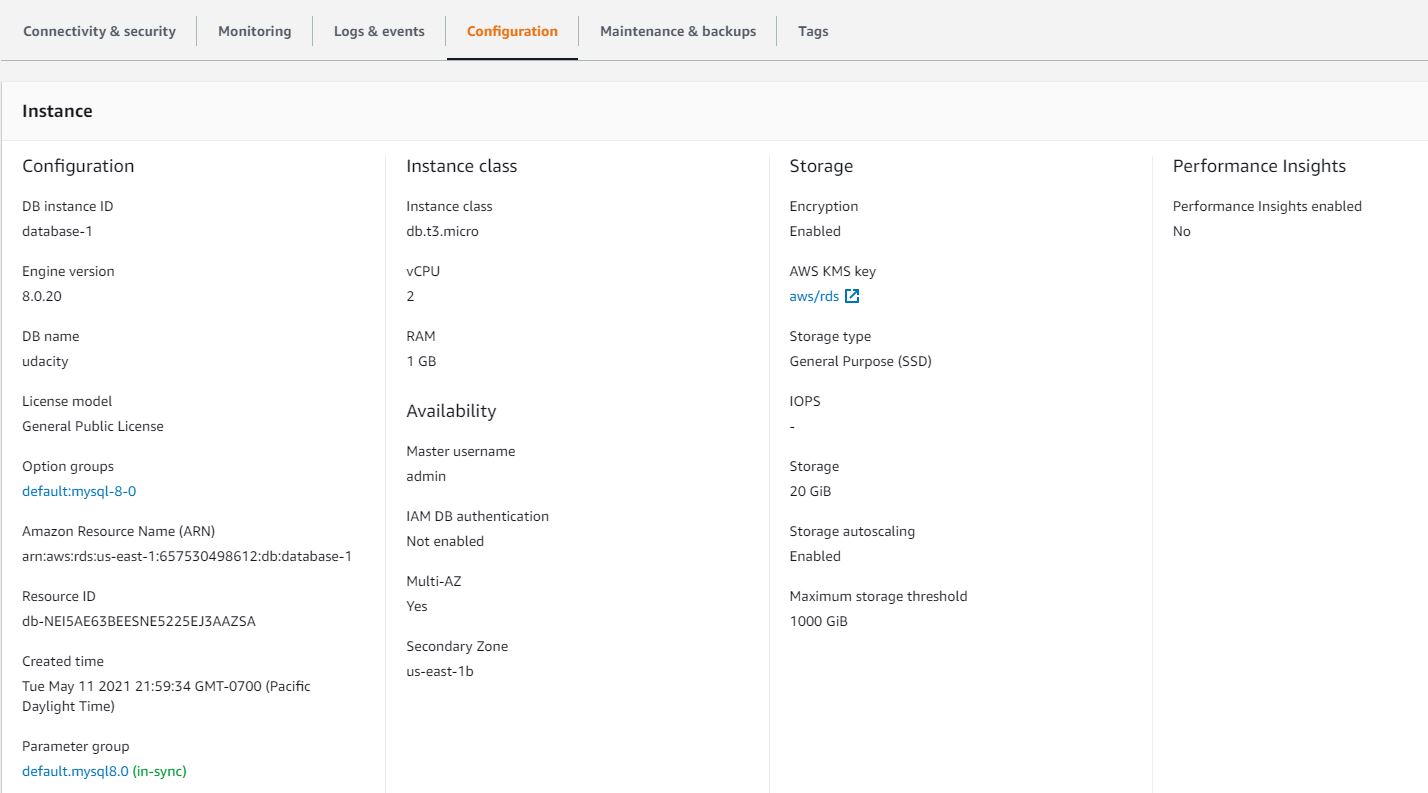 Connectivity & security
Monitoring
Logs & events
Configuration
Maintenance & backups
Tags
Instance
Configuration
DB instance ID
database-1
Engine version
8.0.20
DB name
udacity
License model
General Public License
Option groups
default:mysql-8-0
Amazon Resource Name (ARN)
arn:aws:rds:us-east-1:657530498612:db:database-1
Resource ID
db-NEI5AE63BEESNE5225EJ3AAZSA
Created time
Tue May 11 2021 21:59:34 GMT-0700 (Pacific
Daylight Time)
Parameter group
default.mysql8.0 (in-sync)
Instance class
Instance class
db.t3.micro
vCPU
2
RAM
1 GB
Availability
Master username
admin
IAM DB authentication
Not enabled
Multi-AZ
Yes
Secondary Zone
us-east-1b
Storage
Encryption
Enabled
AWS KMS key
aws/rds
Storage type
General Purpose (SSD)
IOPS
-
Storage
20 GiB
Storage autoscaling
Enabled
Maximum storage threshold
1000 GiB
Performance Insights
Performance Insights enabled
No